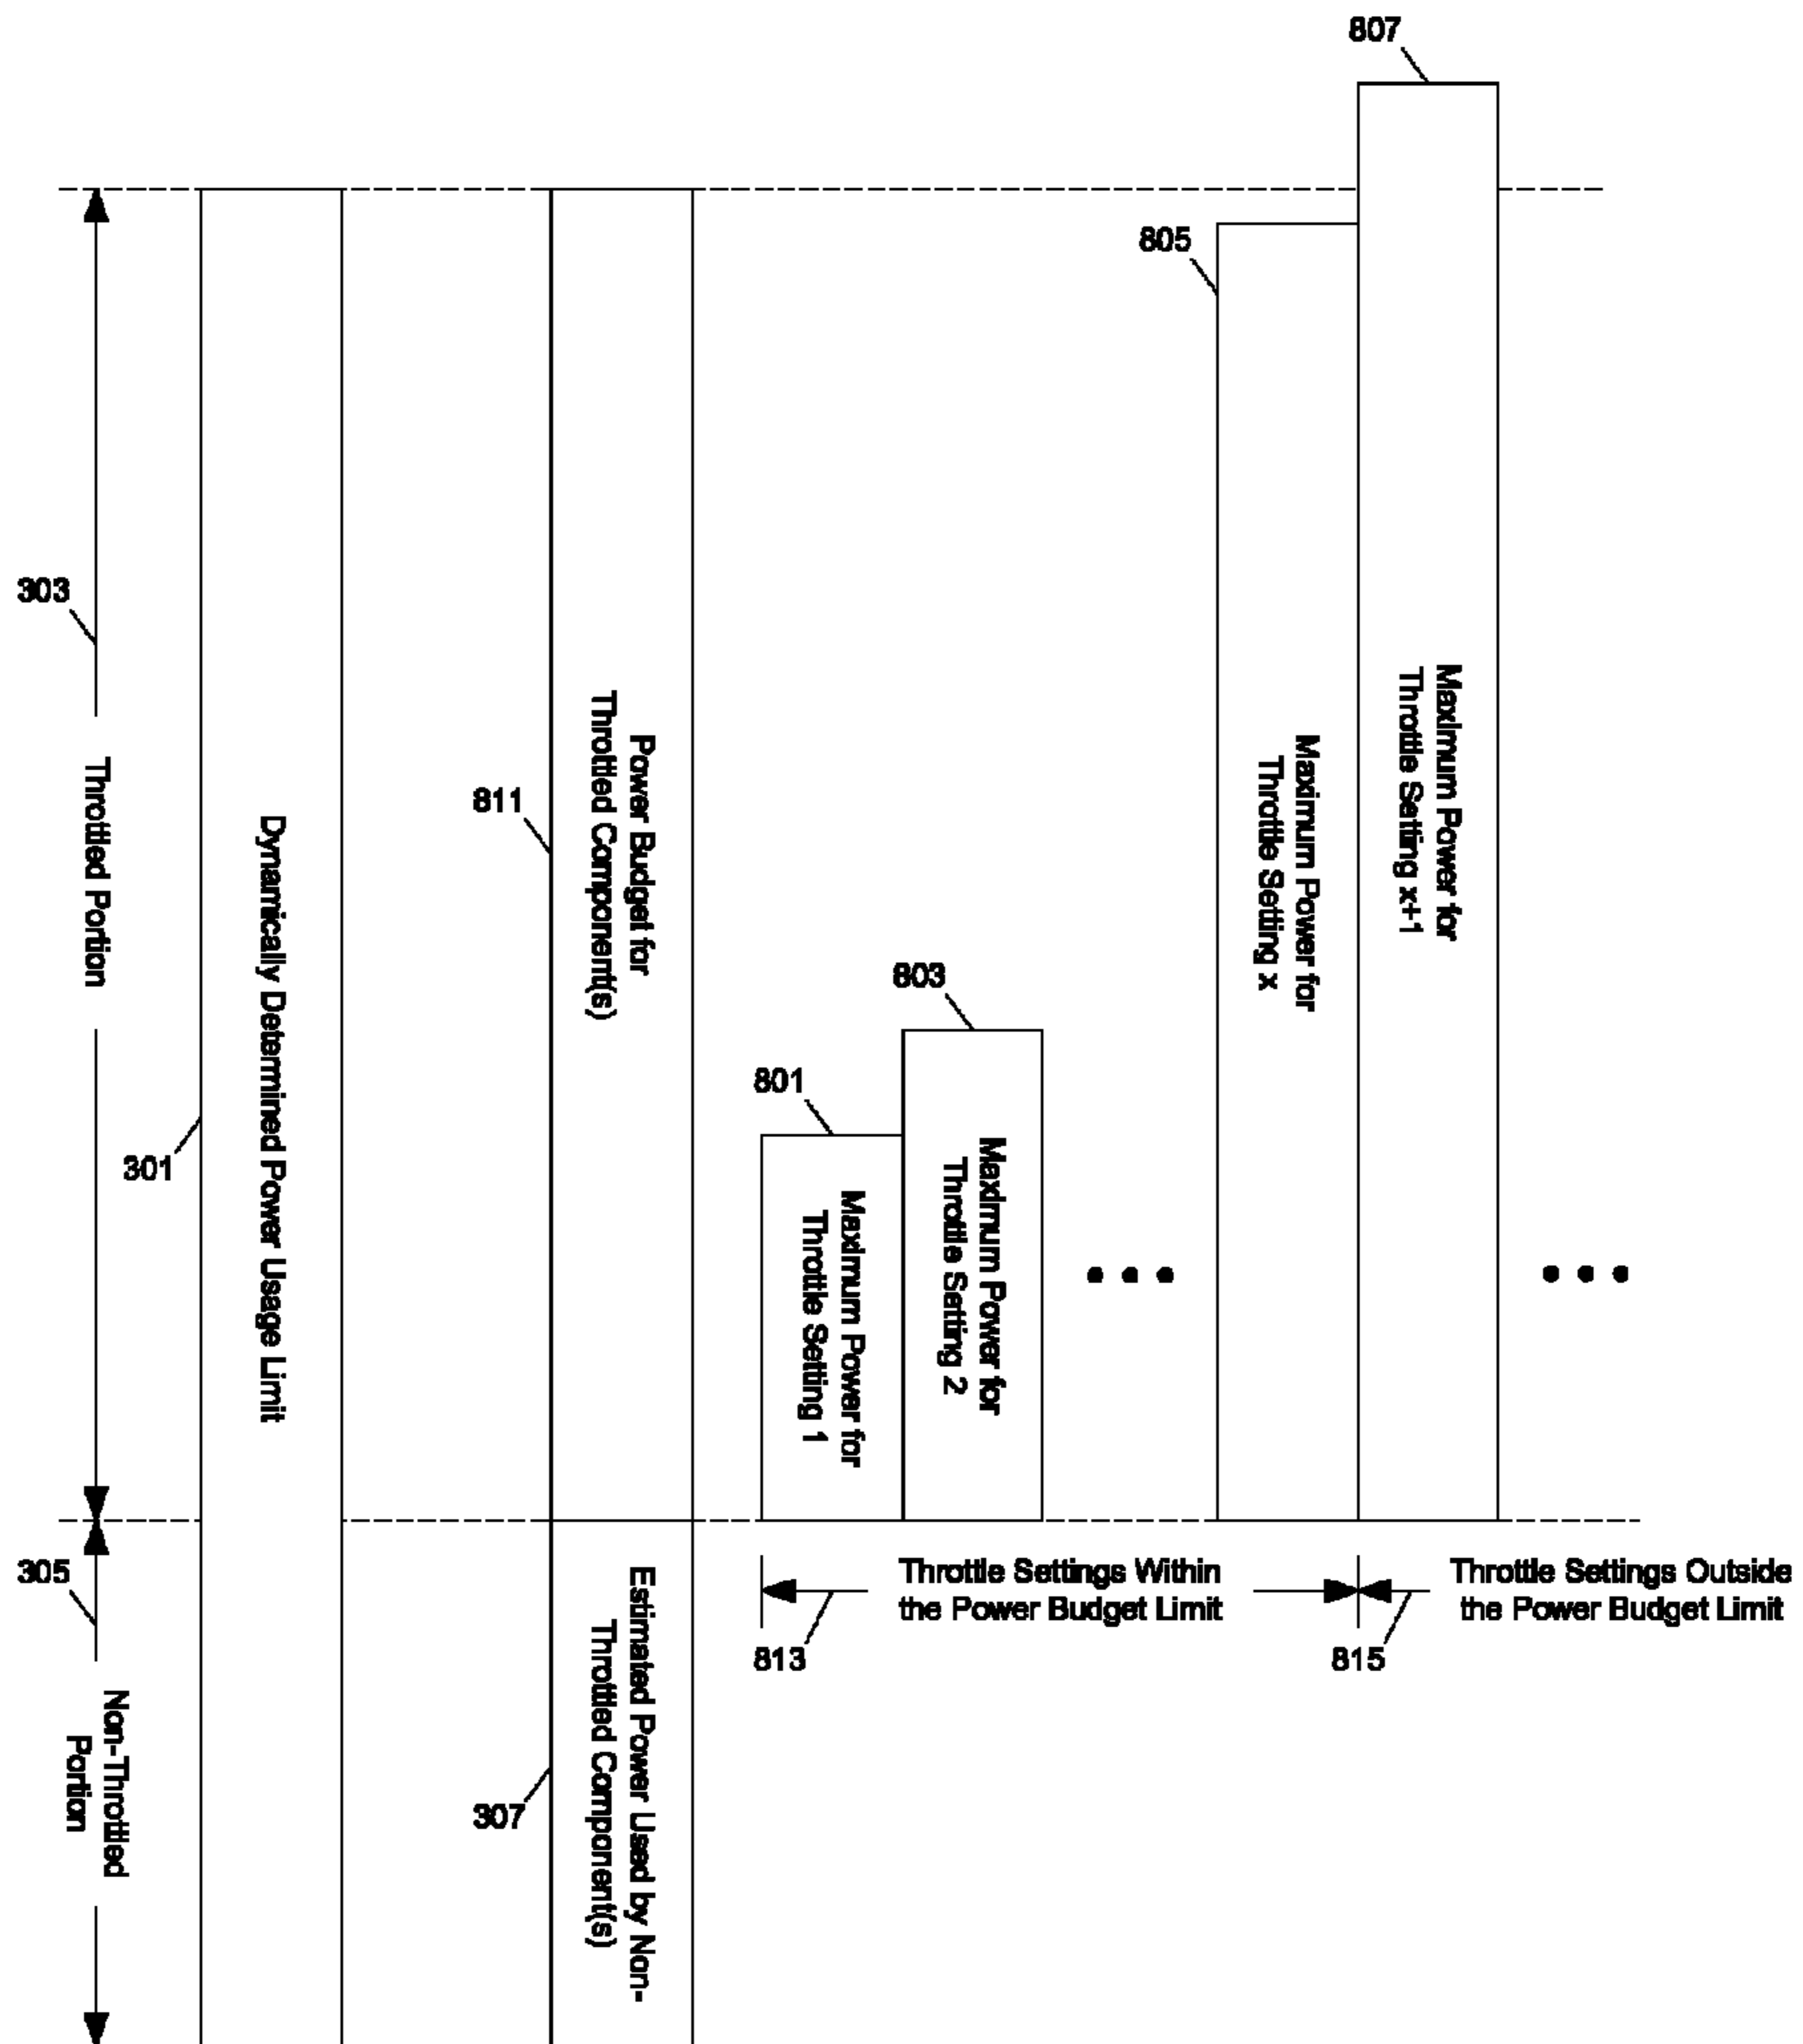 807
805
303
Throttled Portion
Dynamically Determined Power Usage Limit
301
811
Power Budget for
Throttled Component(s)
801
Maximum Power for
Throttle Setting 1
803
Maximum Power for
Throttle Setting 2
•••
Maximum Power for
Throttle Setting x
Maximum Power for
Throttle Setting x+1
•••
305
Non-Throttled
Portion
307
Estimated Power Used by Non-
Throttled Component(s)
Throttle Settings Within
the Power Budget Limit
813
Throttle Settings Outside
the Power Budget Limit
815